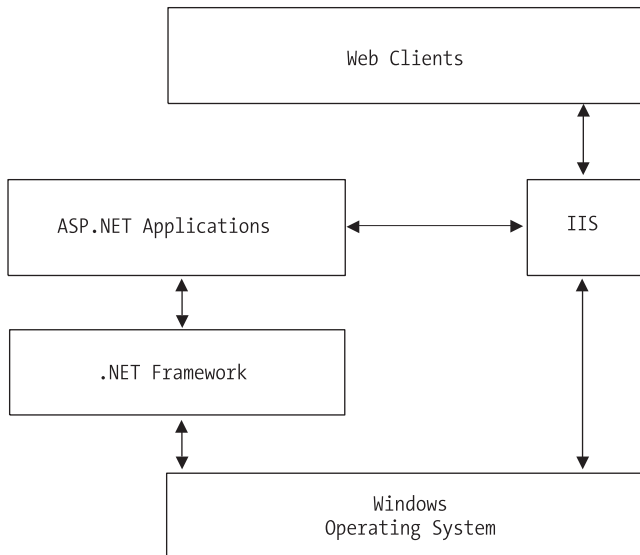 Web Clients
ASP.NET Applications
IIS
.NET Framework
Windows
Operating System